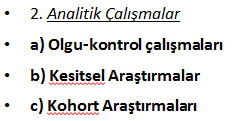 • 2. Analitik Çalışmalar
• a) Olgu-kontrol çalışmaları
• b) Kesitsel Araştırmalar
• c) Kohort Araştırmaları